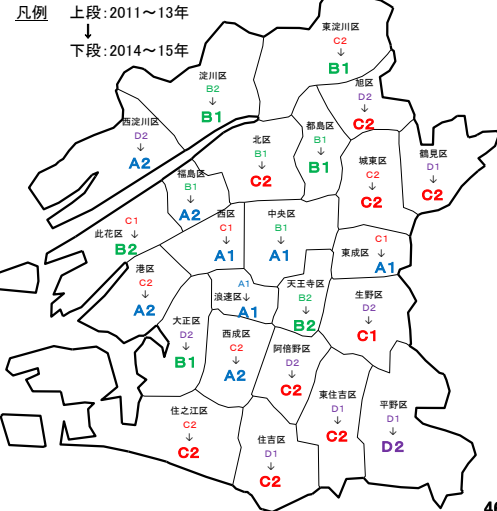 凡例 上段:2011～13年
↓
下段:2014～15年
東淀川区
C2
↓
B1
淀川区
B2
↓
B1
旭区
D2
↓
C2
西淀川区
D2
↓
A2
北区
B1
↓
C2
都島区
B1
↓
B1
鶴見区
D1
↓
C2
城東区
C2
↓
C2
福島区
B1
↓
A2
此花区
C1
↓
B2
西区
C1
↓
A1
中央区
B1
↓
A1
東成区
C1
↓
A1
港区
C2
↓
A2
浪速区
A1
↓
A1
天王寺区
B2
↓
B2
生野区
D2
↓
C1
大正区
D2
↓
B1
西成区
C2
↓
A2
阿倍野区
D2
↓
C2
東住吉区
D1
↓
C2
平野区
D1
↓
D2
住之江区
C2
↓
C2
住吉区
D1
↓
C2